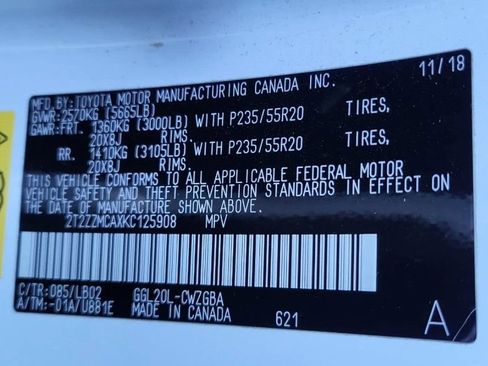 MFD. BY: TOYOTA MOTOR MANUFACTURING CANADA INC. 11/18
GVWR: 2570KG (5665LB)
GAWR: FRT. 1360KG (3000LB) WITH P235/55R20 TIRES,
20X8J RIMS.
RR. 1410KG (3105LB) WITH P235/55R20 TIRES,
20X8J RIMS.
THIS VEHICLE CONFORMS TO ALL APPLICABLE FEDERAL MOTOR
VEHICLE SAFETY AND THEFT PREVENTION STANDARDS IN EFFECT ON
THE DATE OF MANUFACTURE SHOWN ABOVE.
2T2ZZMCAXKC125908 MPV
C/TR: 085/LB02 GGL20L-CWZGBA
A/TM: -01A/U881E MADE IN CANADA 621 A